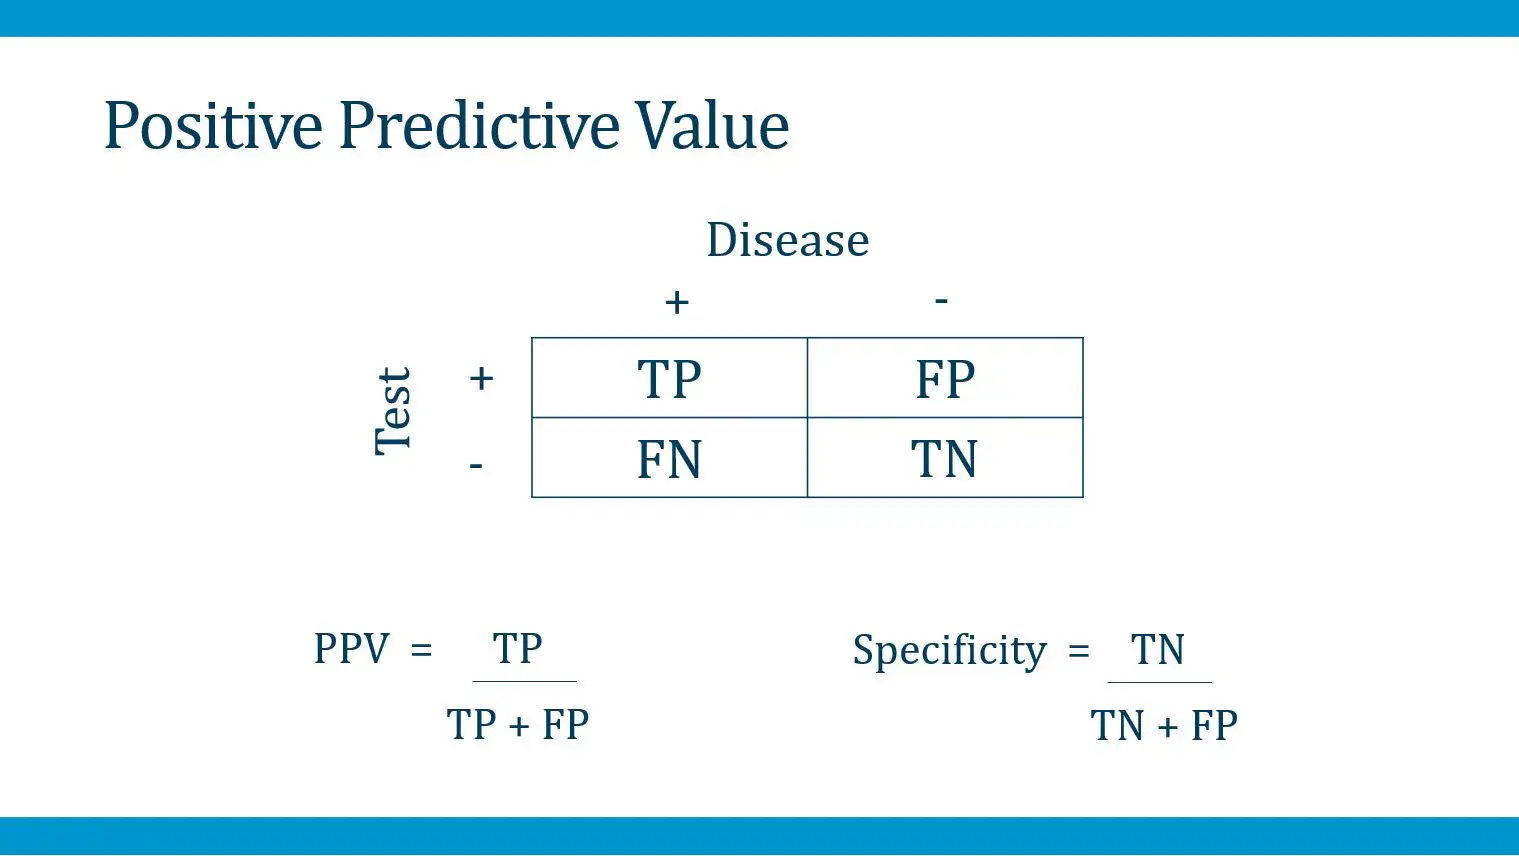 Positive Predictive Value
Disease
+ -
Test
+ TP FP
- FN TN
PPV = TP
TP + FP
Specificity = TN
TN + FP